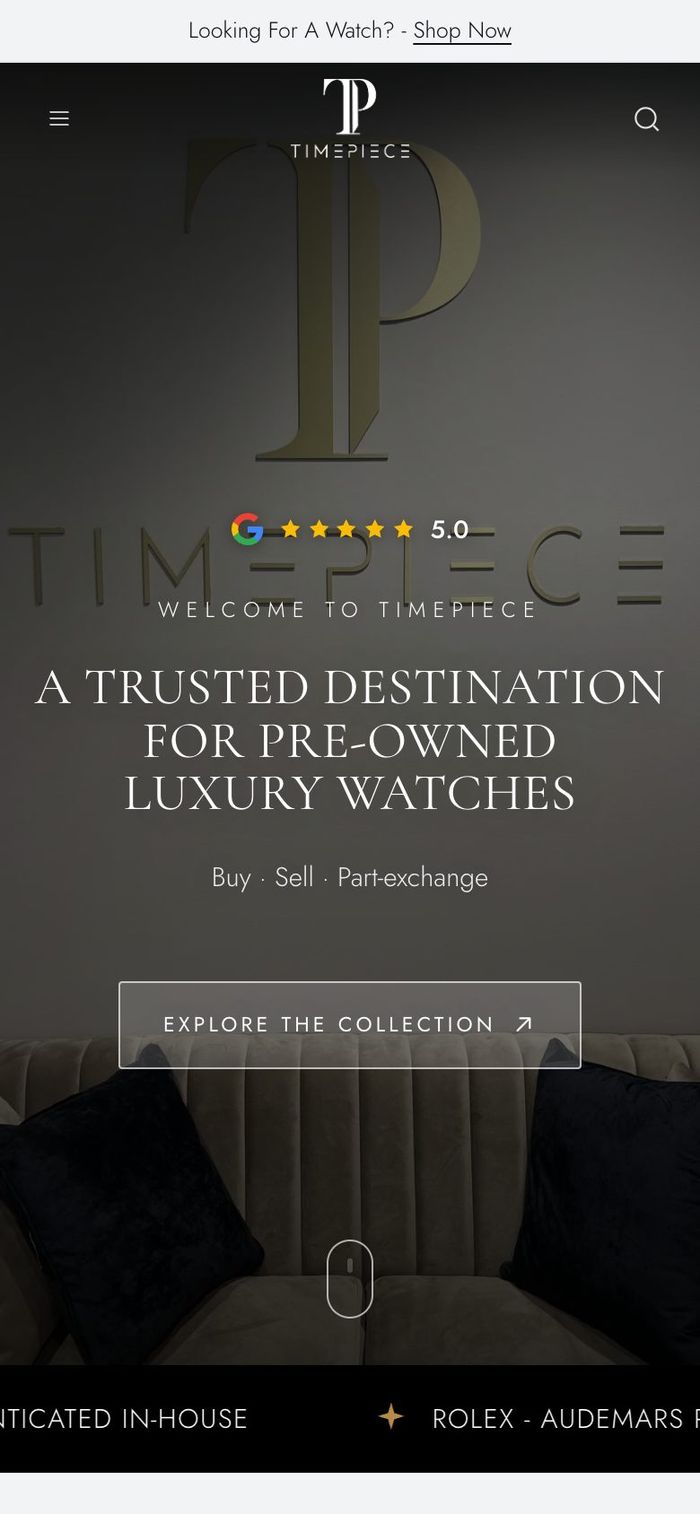 Looking For A Watch? - Shop Now
TP
TIMEPIECE
TP
TIMEPIECE
5.0
WELCOME TO TIMEPIECE
A TRUSTED DESTINATION
FOR PRE-OWNED
LUXURY WATCHES
Buy · Sell · Part-exchange
EXPLORE THE COLLECTION
NTICATED IN-HOUSE
ROLEX - AUDEMARS